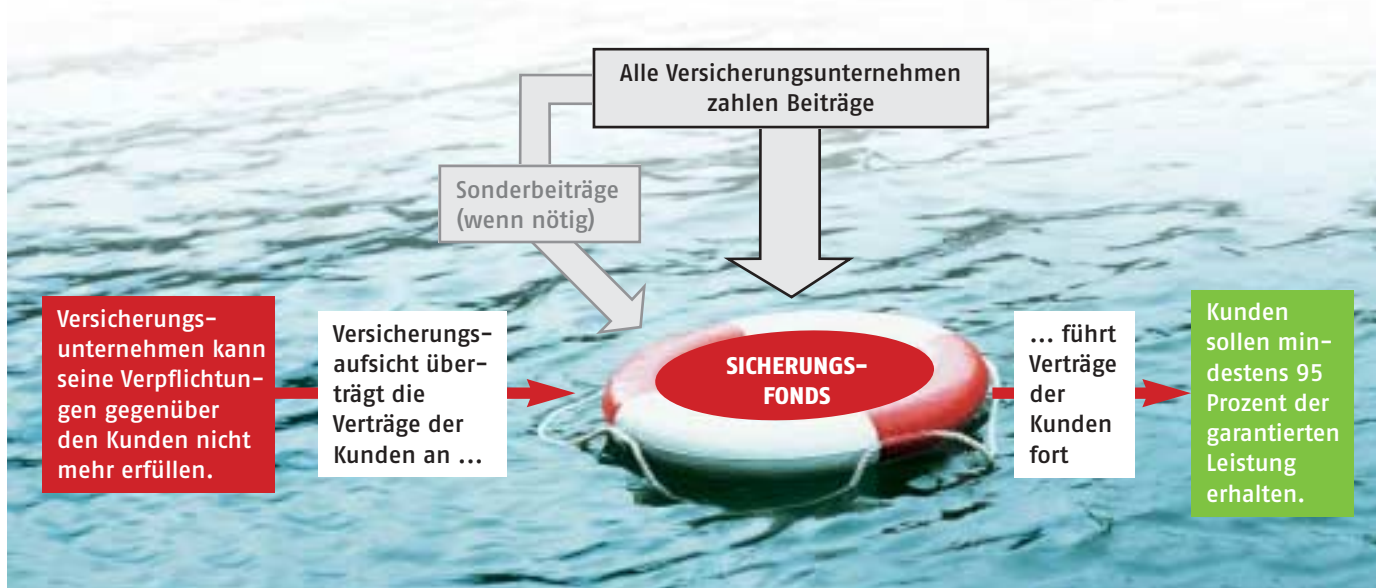 Alle Versicherungsunternehmen
zahlen Beiträge
Sonderbeiträge
(wenn nötig)
Versicherungs-
unternehmen kann
seine Verpflichtun-
gen gegenüber
den Kunden nicht
mehr erfüllen.
Versicherungs-
aufsicht über-
trägt die
Verträge der
Kunden an ...
SICHERUNGS-
FONDS
... führt
Verträge
der
Kunden
fort
Kunden
sollen min-
destens 95
Prozent der
garantierten
Leistung
erhalten.